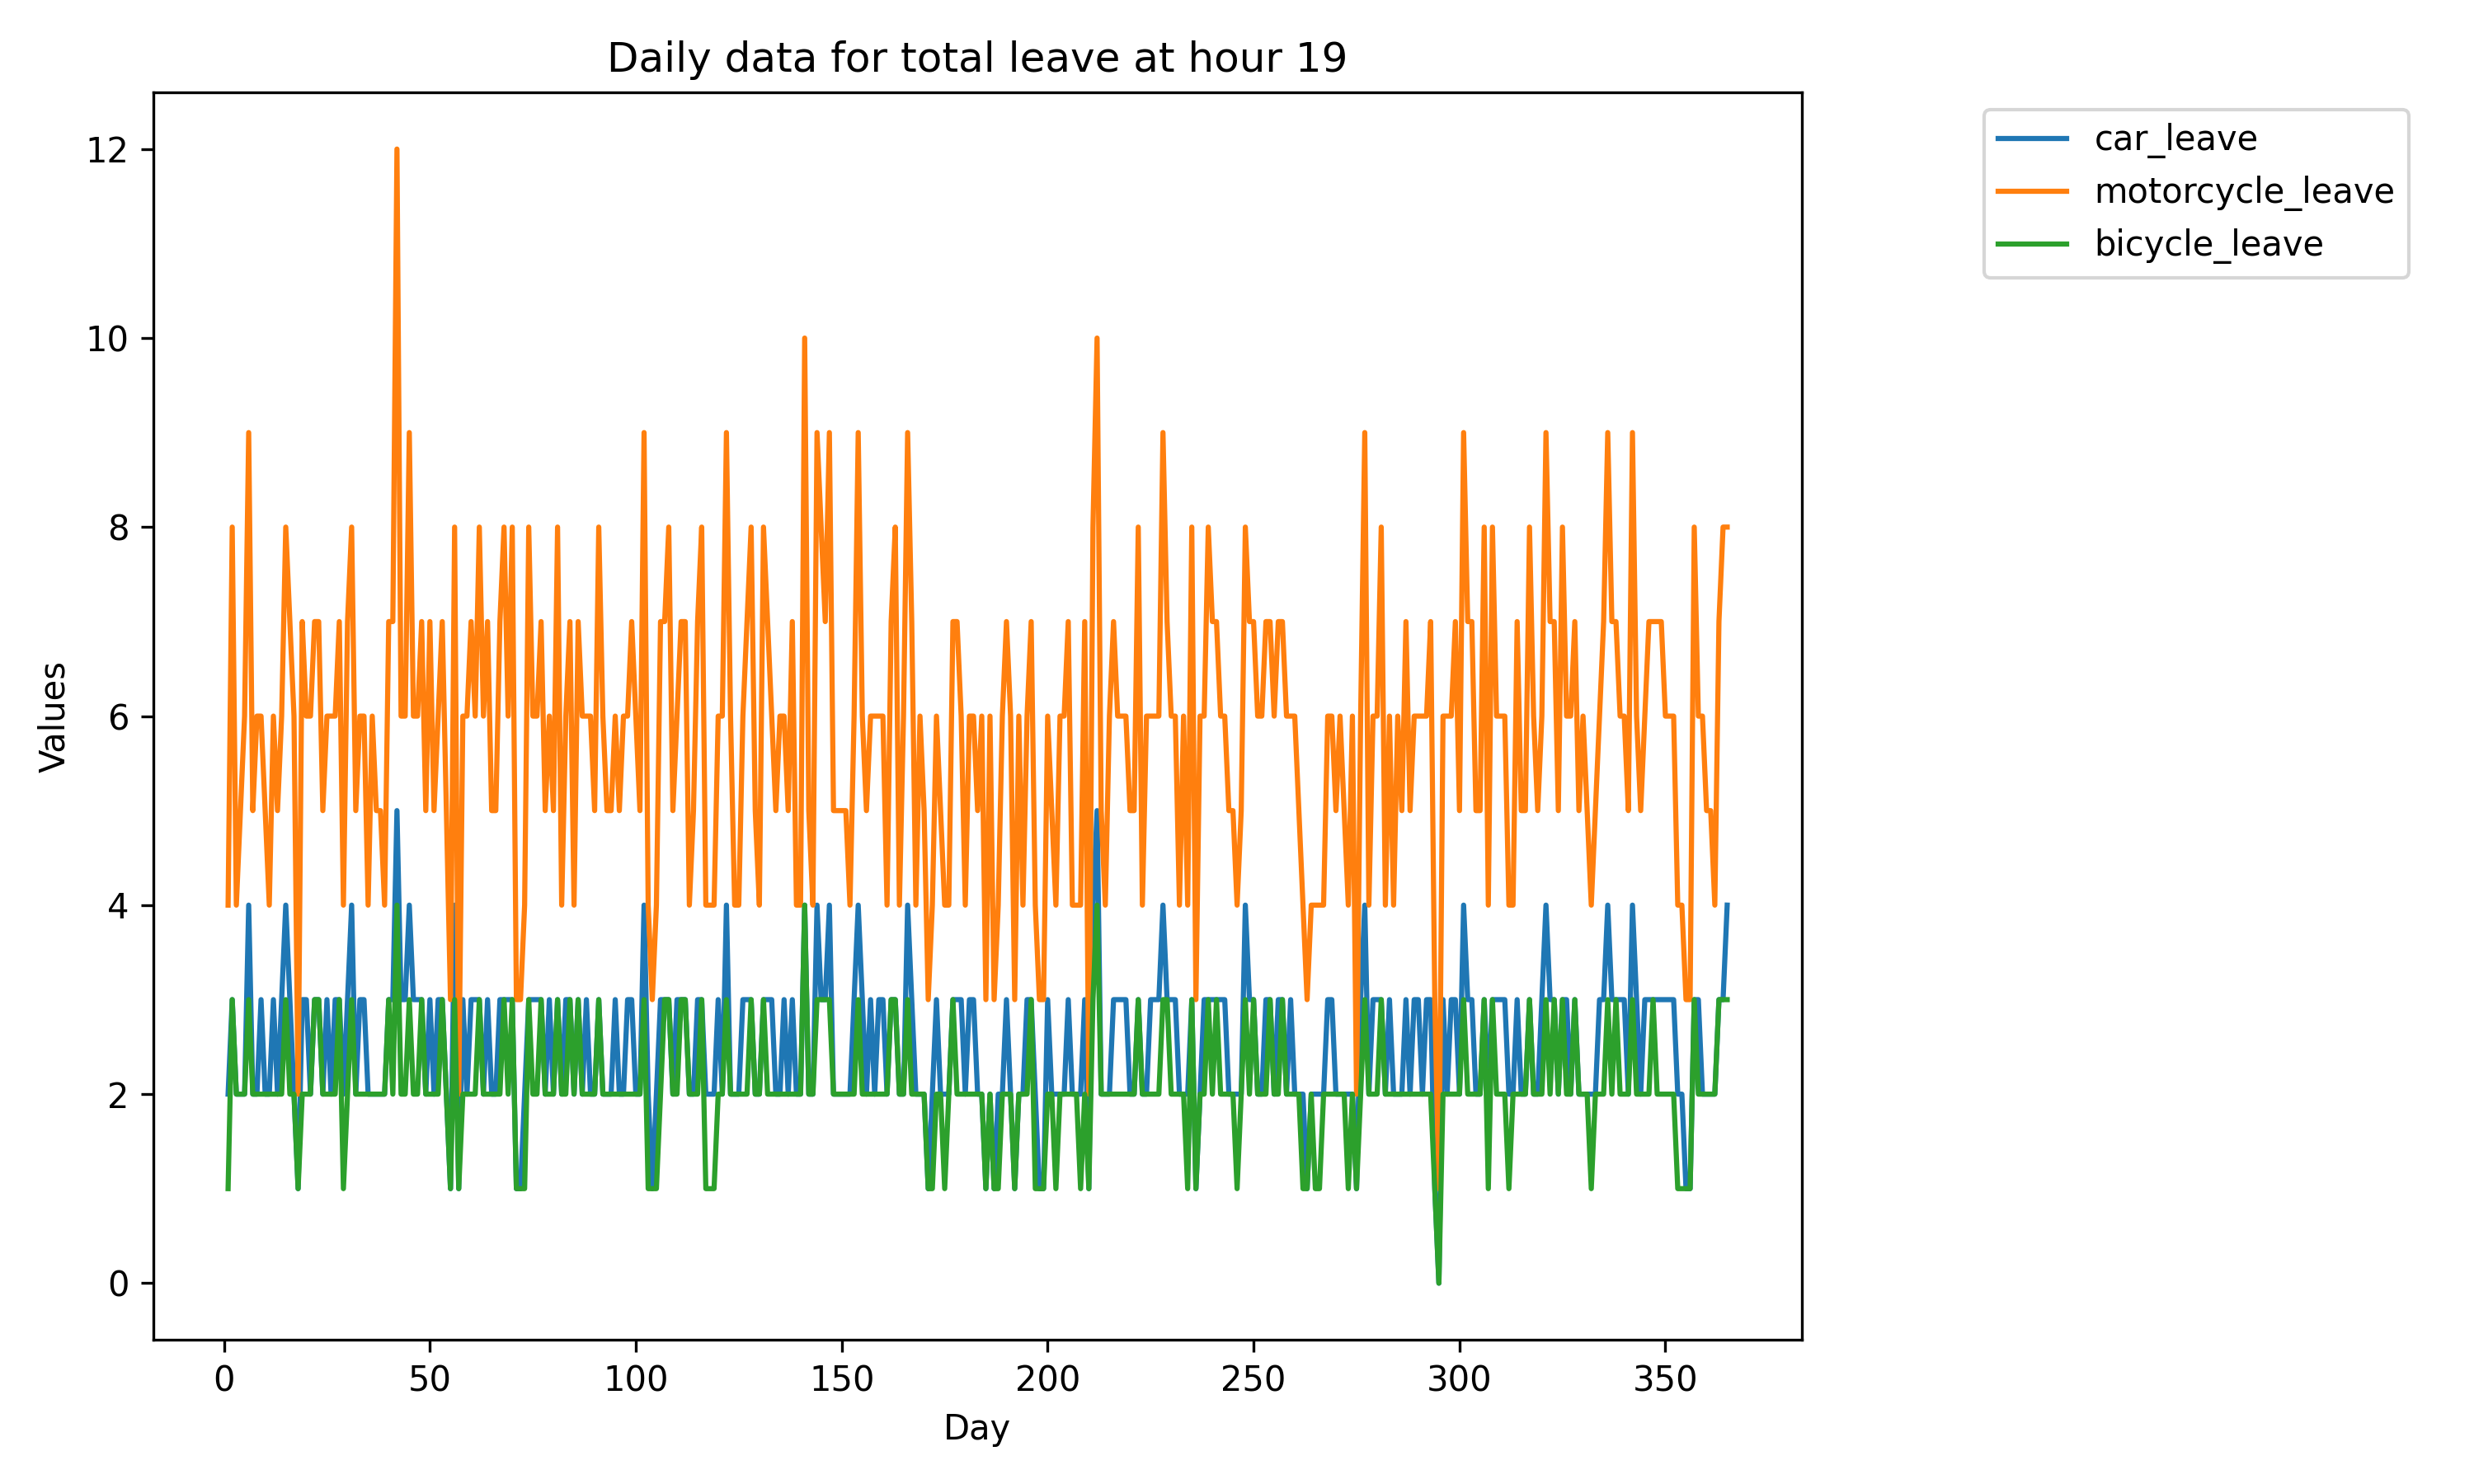 Daily data for total leave at hour 19
car_leave
motorcycle_leave
bicycle_leave
12
10
8
6
4
2
0
Values
0 50 100 150 200 250 300 350
Day